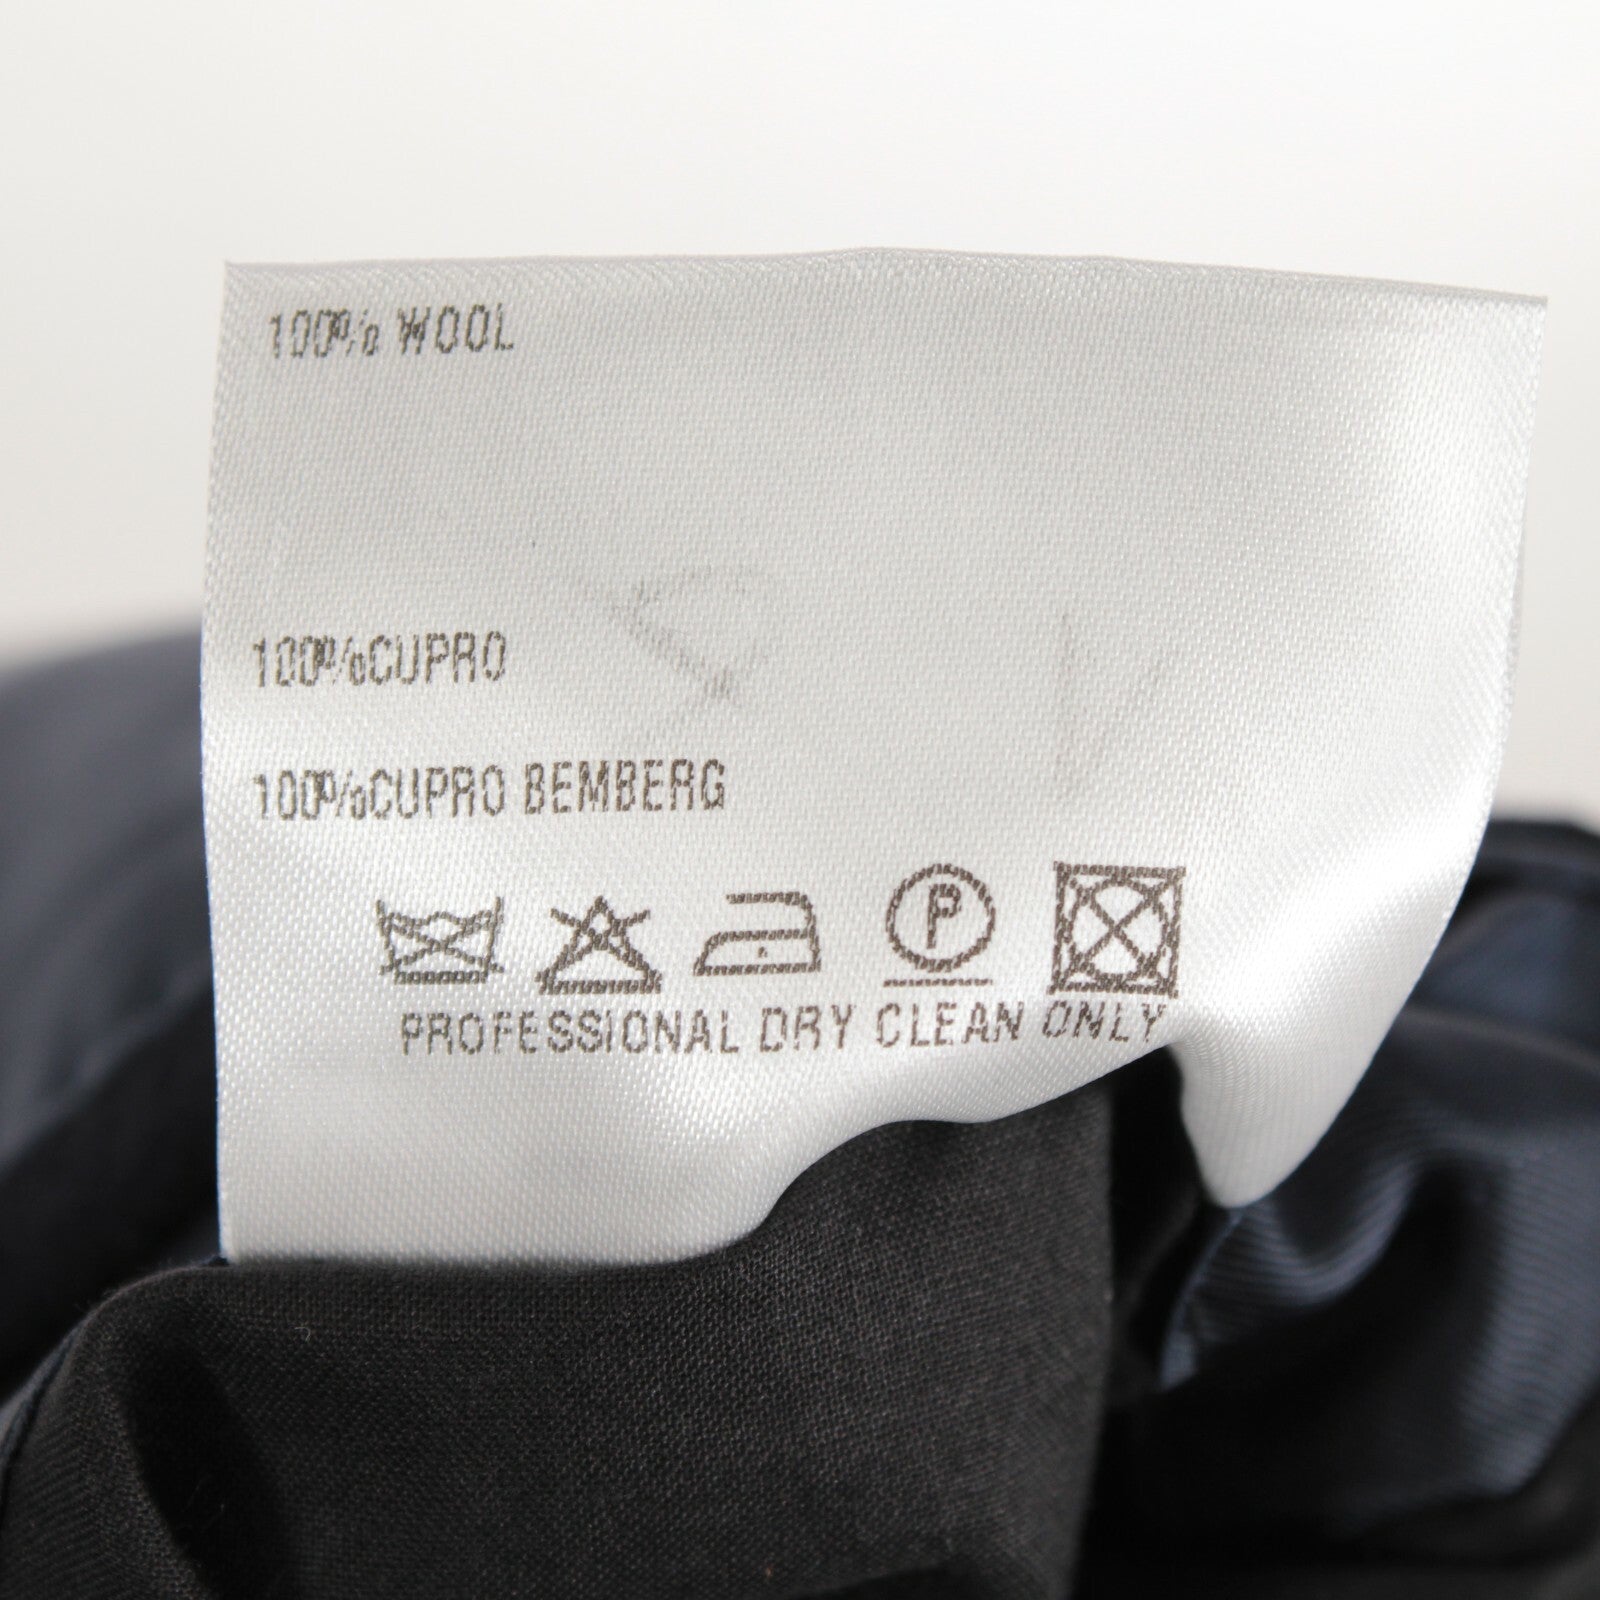 100% WOOL
100%CUPRO
100%CUPRO BEMBERG
P
PROFESSIONAL DRY CLEAN ONLY